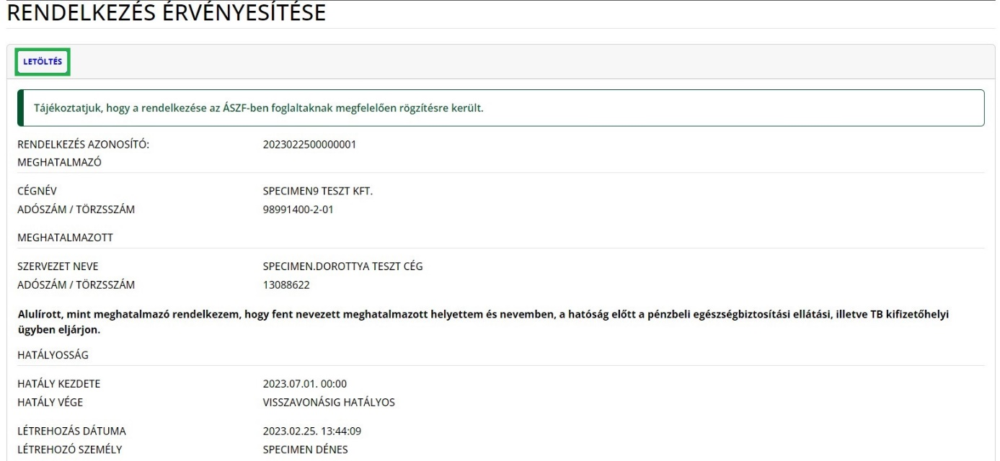 RENDELKEZÉS ÉRVÉNYESÍTÉSE
LETÖLTÉS
Tájékoztatjuk, hogy a rendelkezése az ÁSZF-ben foglaltaknak megfelelően rögzítésre került.
RENDELKEZÉS AZONOSÍTÓ: 2023022500000001
MEGHATALMAZÓ
CÉGNÉV SPECIMEN9 TESZT KFT.
ADÓSZÁM / TÖRZSSZÁM 98991400-2-01
MEGHATALMAZOTT
SZERVEZET NEVE SPECIMEN.DOROTTYA TESZT CÉG
ADÓSZÁM / TÖRZSSZÁM 13088622
Alulírott, mint meghatalmazó rendelkezem, hogy fent nevezett meghatalmazott helyettem és nevemben, a hatóság előtt a pénzbeli egészségbiztosítási ellátási, illetve TB kifizetőhelyi
ügyben eljárjon.
HATÁLYOSSÁG
HATÁLY KEZDETE 2023.07.01. 00:00
HATÁLY VÉGE VISSZAVONÁSIG HATÁLYOS
LÉTREHOZÁS DÁTUMA 2023.02.25. 13:44:09
LÉTREHOZÓ SZEMÉLY SPECIMEN DÉNES